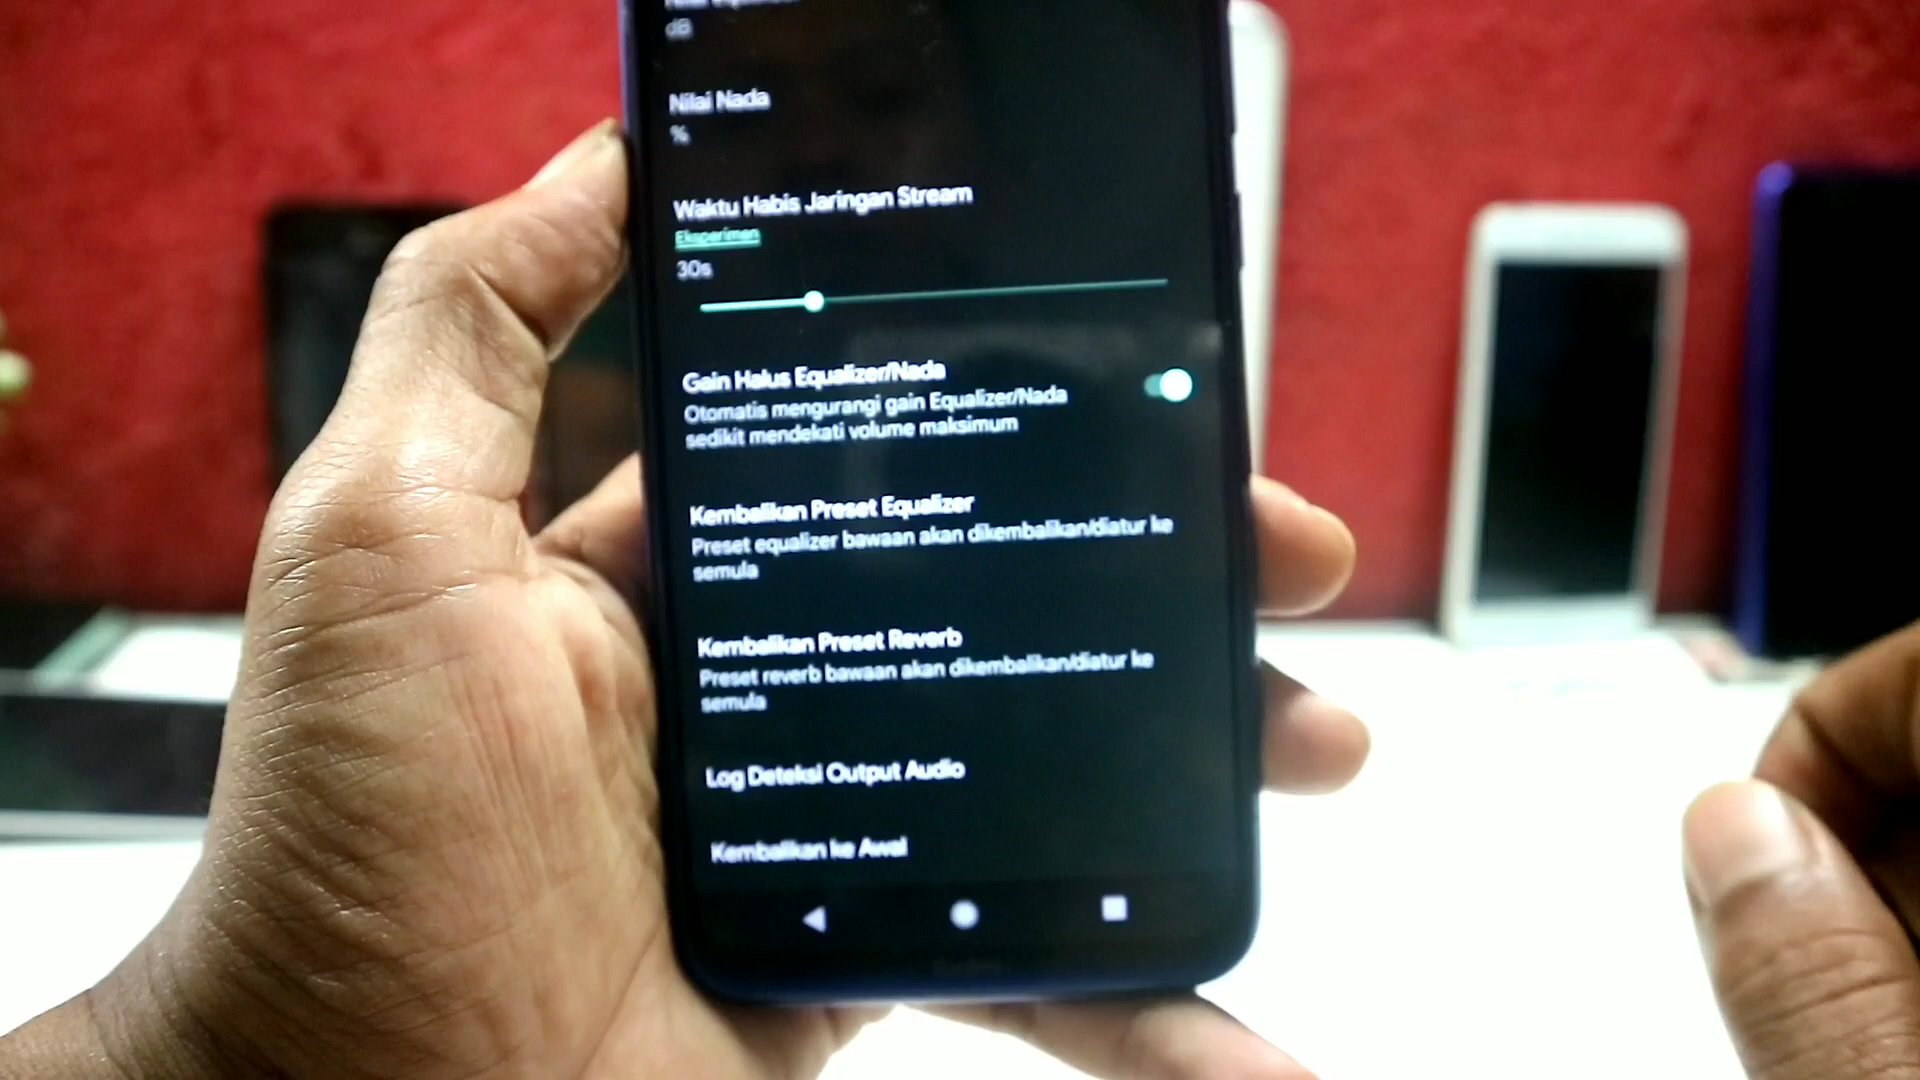 dB
Nilai Nada
%
Waktu Habis Jaringan Stream
Eksperimen
30s
Gain Halus Equalizer/Nada
Otomatis mengurangi gain Equalizer/Nada
sedikit mendekati volume maksimum
Kembalikan Preset Equalizer
Preset equalizer bawaan akan dikembalikan/diatur ke
semula
Kembalikan Preset Reverb
Preset reverb bawaan akan dikembalikan/diatur ke
semula
Log Deteksi Output Audio
Kembalikan ke Awal